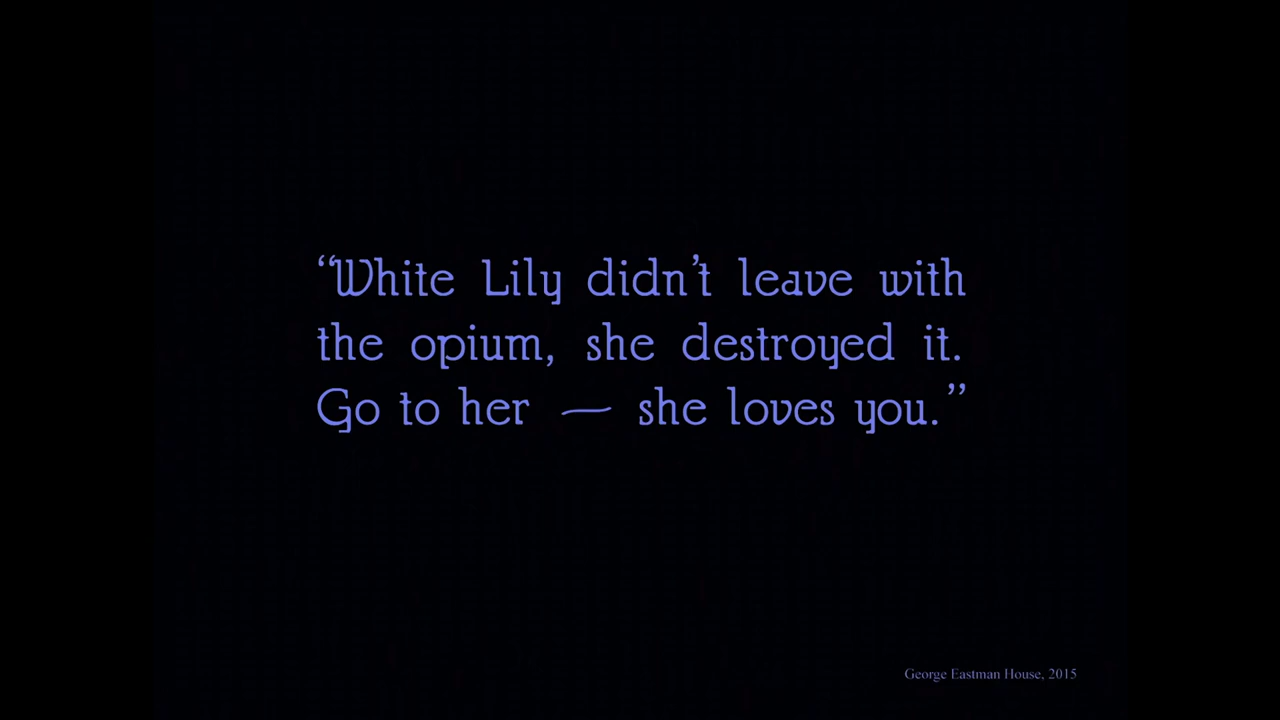 “White Lily didn’t leave with
the opium, she destroyed it.
Go to her — she loves you.”
George Eastman House, 2015